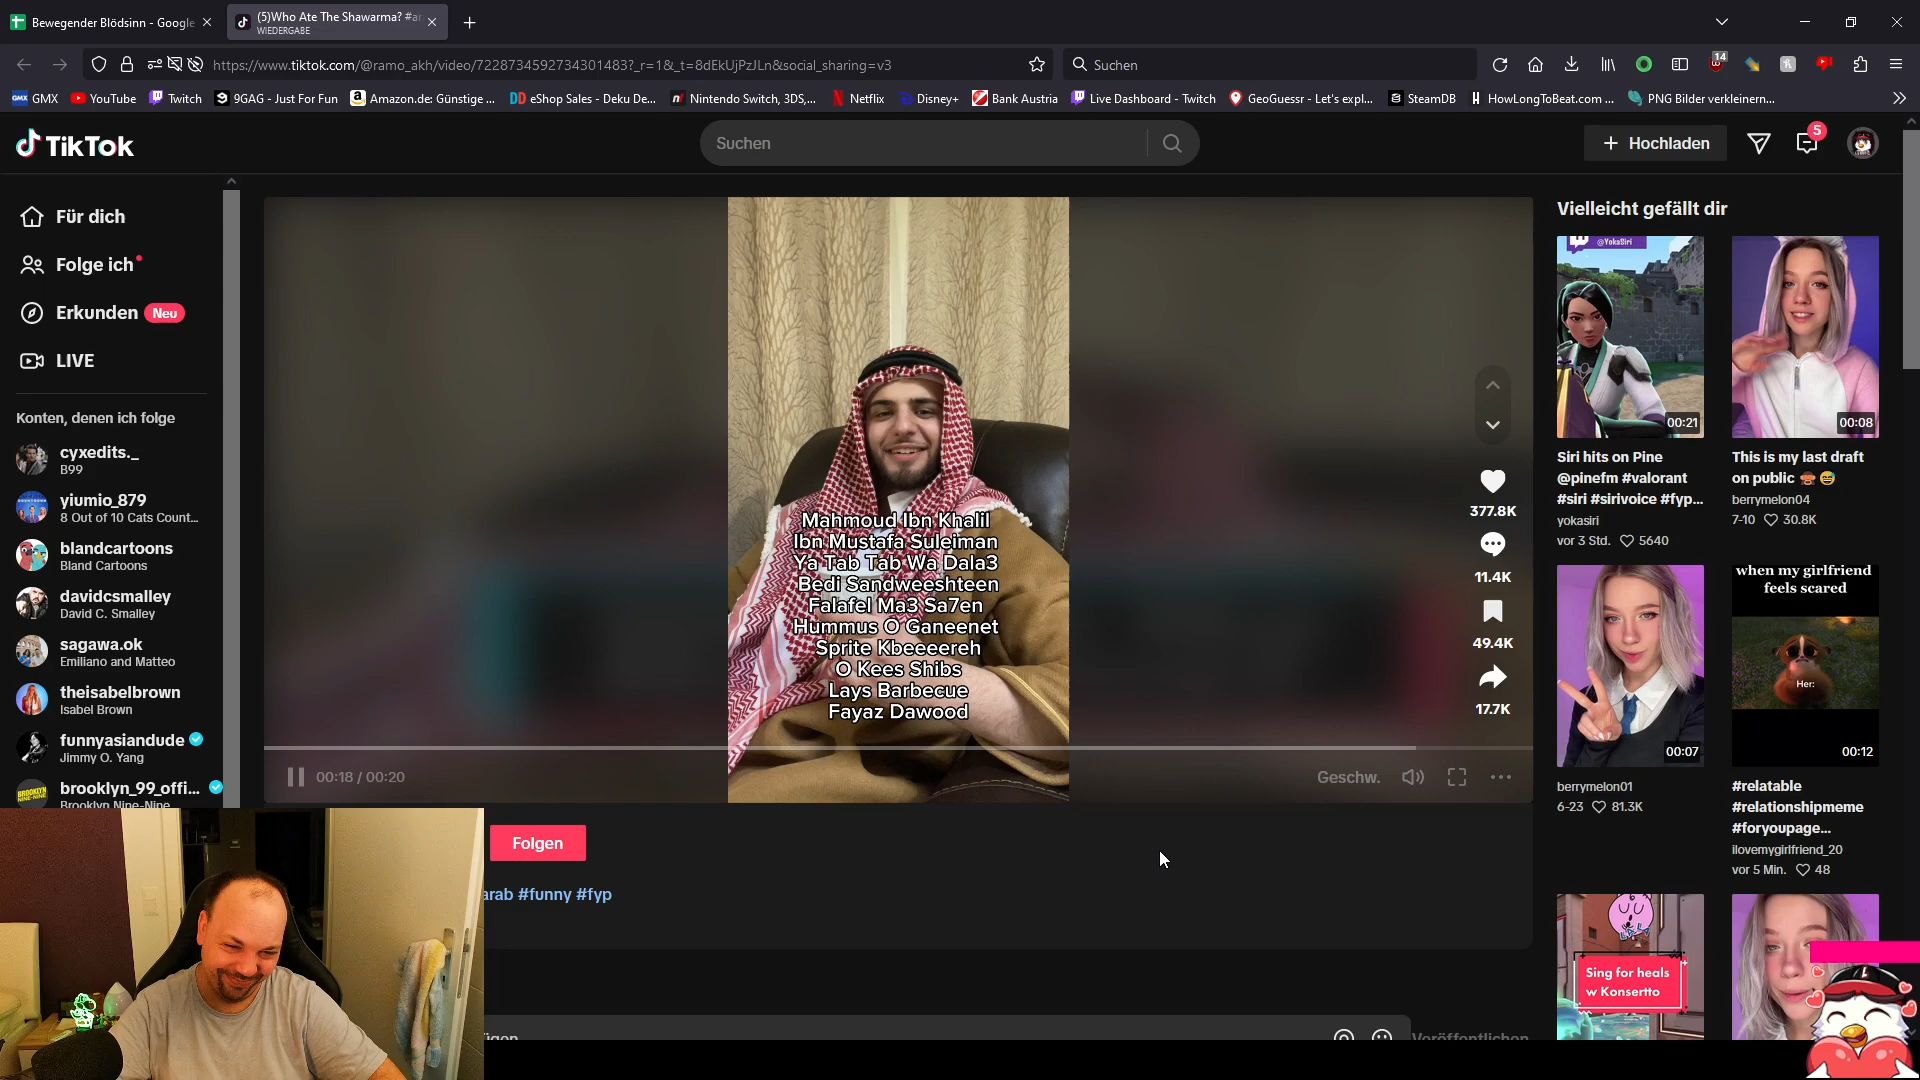 Bewegender Blödsinn - Google
(5)Who Ate The Shawarma? #ar
WIEDERGABE
https://www.tiktok.com/@ramo_akh/video/7228734592734301483?_r=1&_t=8dEkUjPzJLn&social_sharing=v3
Suchen
14
GMX
YouTube
Twitch
9GAG - Just For Fun
Amazon.de: Günstige ...
eShop Sales - Deku De...
Nintendo Switch, 3DS,...
Netflix
Disney+
Bank Austria
Live Dashboard - Twitch
GeoGuessr - Let's expl...
SteamDB
HowLongToBeat.com ...
PNG Bilder verkleinern...
TikTok
Suchen
Hochladen
5
Für dich
Folge ich
Erkunden Neu
LIVE
Konten, denen ich folge
cyxedits._
B99
yiumio_879
8 Out of 10 Cats Count...
blandcartoons
Bland Cartoons
davidcsmalley
David C. Smalley
sagawa.ok
Emiliano and Matteo
theisabelbrown
Isabel Brown
funnyasiandude
Jimmy O. Yang
BROOKLYN
NINE-NINE
brooklyn_99_offi...
Brooklyn Nine-Nine
Mahmoud Ibn Khalil
Ibn Mustafa Suleiman
Ya Tab Tab Wa Dala3
Bedi Sandweeshteen
Falafel Ma3 Sa7en
Hummus O Ganeenet
Sprite Kbeeeereh
O Kees Shibs
Lays Barbecue
Fayaz Dawood
377.8K
11.4K
49.4K
17.7K
00:18 / 00:20
Geschw.
Folgen
arab #funny #fyp
Veröffentlichen
Vielleicht gefällt dir
@YokaSiri
00:21
Siri hits on Pine
@pinefm #valorant
#siri #sirivoice #fyp...
yokasiri
vor 3 Std. 5640
00:08
This is my last draft
on public
berrymelon04
7-10 30.8K
00:07
berrymelon01
6-23 81.3K
when my girlfriend
feels scared
Her:
00:12
#relatable
#relationshipmeme
#foryoupage...
ilovemygirlfriend_20
vor 5 Min. 48
Sing for heals
w Konsertto